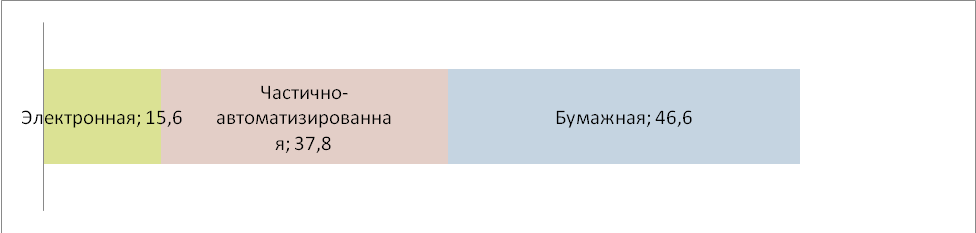 Электронная; 15,6
Частично-
автоматизированна
я; 37,8
Бумажная; 46,6